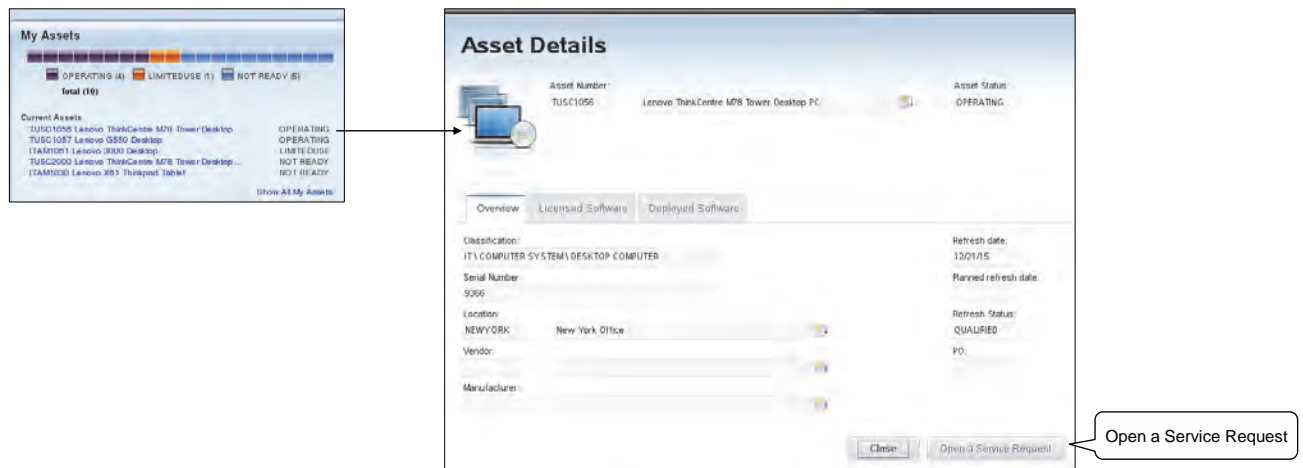 My Assets
OPERATING (4) LIMITEDUSE (1) NOT READY (5)
Total (10)
Current Assets
TUSC1056 Lenovo ThinkCentre M78 Tower Desktop OPERATING
TUSC1057 Lenovo G550 Desktop OPERATING
ITAM1061 Lenovo 3000 Desktop LIMITEDUSE
TUSC2000 Lenovo ThinkCentre M78 Tower Desktop... NOT READY
ITAM1030 Lenovo X61 Thinkpad Tablet NOT READY
Show All My Assets
Asset Details
Asset Number: Asset Status:
TUSC1056 Lenovo ThinkCentre M78 Tower Desktop PC OPERATING
Overview Licensed Software Deployed Software
Classification: Refresh date:
IT \ COMPUTER SYSTEM \ DESKTOP COMPUTER 12/21/15
Serial Number: Planned refresh date:
9366
Location: Refresh Status:
NEWYORK New York Office QUALIFIED
Vendor: PO:
Manufacturer:
Close Open a Service Request
Open a Service Request